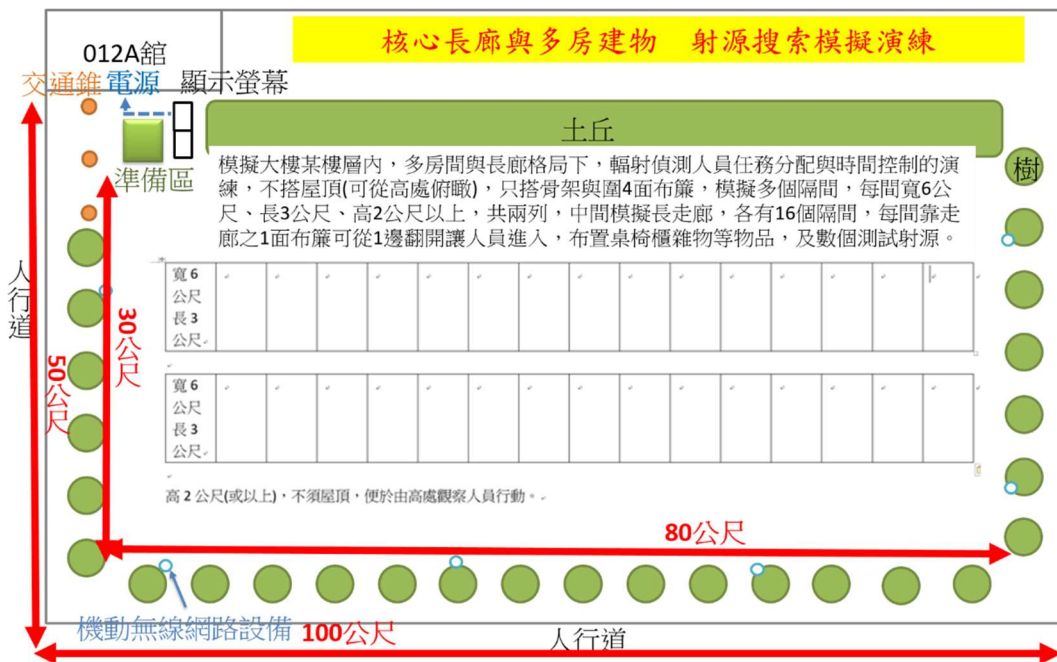 012A舘
核心長廊與多房建物 射源搜索模擬演練
交通錐 電源 顯示螢幕
土丘
準備區
樹
模擬大樓某樓層內，多房間與長廊格局下，輻射偵測人員任務分配與時間控制的演
練，不搭屋頂(可從高處俯瞰)，只搭骨架與圍4面布簾，模擬多個隔間，每間寬6公
尺、長3公尺、高2公尺以上，共兩列，中間模擬長走廊，各有16個隔間，每間靠走
廊之1面布簾可從1邊翻開讓人員進入，布置桌椅櫃雜物等物品，及數個測試射源。
人行道
50公尺
30公尺
寬 6
公尺
長 3
公尺
寬 6
公尺
長 3
公尺
高 2 公尺(或以上)，不須屋頂，便於由高處觀察人員行動。
80公尺
機動無線網路設備
100公尺
人行道